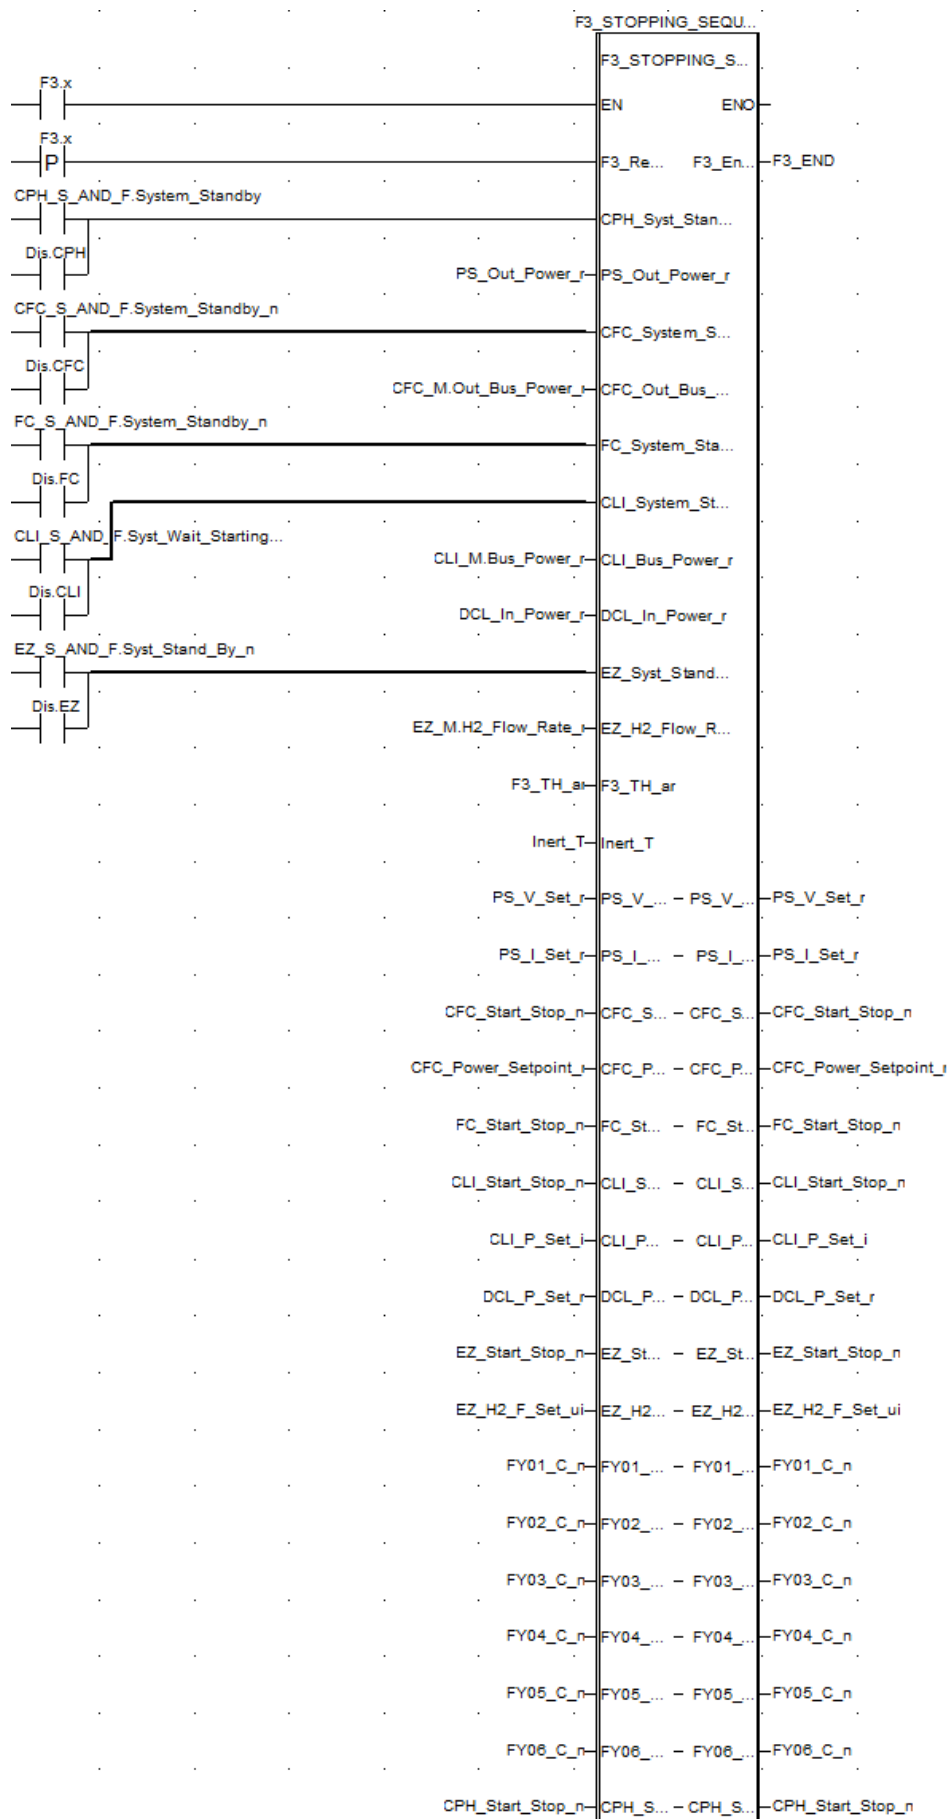 F3_STOPPING_SEQU...
F3_STOPPING_S...
F3.x
EN ENO
F3.x
P
F3_Re... F3_En... F3_END
CPH_S_AND_F.System_Standby
CPH_Syst_Stan...
Dis.CPH
PS_Out_Power_r PS_Out_Power_r
CFC_S_AND_F.System_Standby_n
CFC_System_S...
Dis.CFC
CFC_M.Out_Bus_Power_r CFC_Out_Bus_...
FC_S_AND_F.System_Standby_n
FC_System_Sta...
Dis.FC
CLI_System_St...
CLI_S_AND_F.Syst_Wait_Starting...
CLI_M.Bus_Power_r CLI_Bus_Power_r
Dis.CLI
DCL_In_Power_r DCL_In_Power_r
EZ_S_AND_F.Syst_Stand_By_n
EZ_Syst_Stand...
Dis.EZ
EZ_M.H2_Flow_Rate_r EZ_H2_Flow_R...
F3_TH_ar F3_TH_ar
Inert_T Inert_T
PS_V_Set_r PS_V_... – PS_V_... PS_V_Set_r
PS_I_Set_r PS_I_... – PS_I_... PS_I_Set_r
CFC_Start_Stop_n CFC_S... – CFC_S... CFC_Start_Stop_n
CFC_Power_Setpoint_r CFC_P... – CFC_P... CFC_Power_Setpoint_r
FC_Start_Stop_n FC_St... – FC_St... FC_Start_Stop_n
CLI_Start_Stop_n CLI_S... – CLI_S... CLI_Start_Stop_n
CLI_P_Set_i CLI_P... – CLI_P... CLI_P_Set_i
DCL_P_Set_r DCL_P... – DCL_P... DCL_P_Set_r
EZ_Start_Stop_n EZ_St... – EZ_St... EZ_Start_Stop_n
EZ_H2_F_Set_ui EZ_H2... – EZ_H2... EZ_H2_F_Set_ui
FY01_C_n FY01_... – FY01_... FY01_C_n
FY02_C_n FY02_... – FY02_... FY02_C_n
FY03_C_n FY03_... – FY03_... FY03_C_n
FY04_C_n FY04_... – FY04_... FY04_C_n
FY05_C_n FY05_... – FY05_... FY05_C_n
FY06_C_n FY06_... – FY06_... FY06_C_n
CPH_Start_Stop_n CPH_S... – CPH_S... CPH_Start_Stop_n